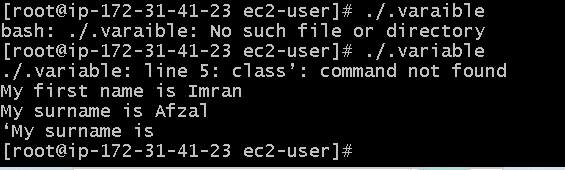 [root@ip-172-31-41-23 ec2-user]# ./.varaible
bash: ./.varaible: No such file or directory
[root@ip-172-31-41-23 ec2-user]# ./.variable
./.variable: line 5: class’: command not found
My first name is Imran
My surname is Afzal
‘My surname is
[root@ip-172-31-41-23 ec2-user]#